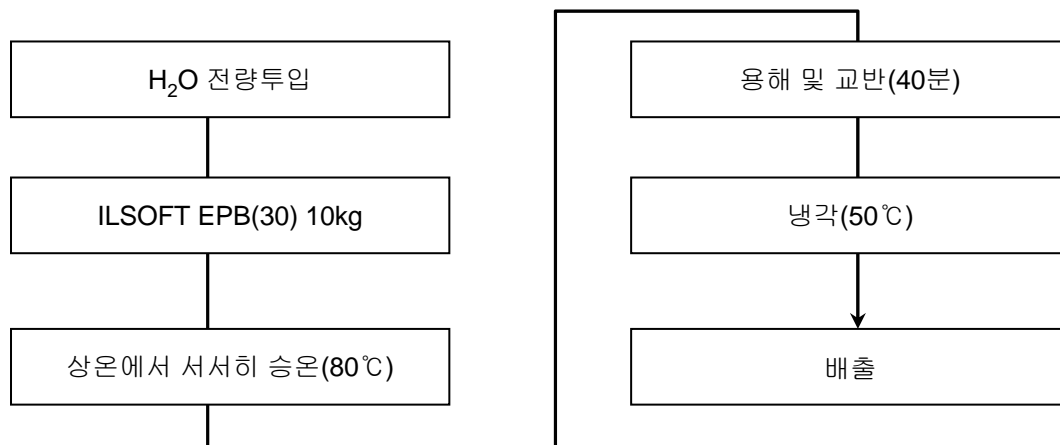 H₂O 전량투입
ILSOFT EPB(30) 10kg
상온에서 서서히 승온(80℃)
용해 및 교반(40분)
냉각(50℃)
배출